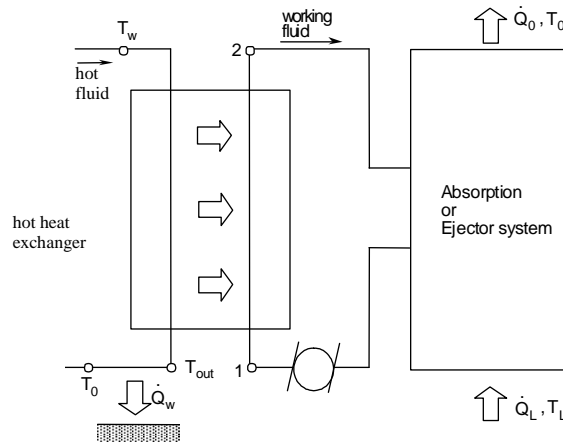 T_w
hot
fluid
2
working
fluid
Q̇_0 , T_0
hot heat
exchanger
Absorption
or
Ejector system
T_0
T_out
1
Q̇_w
Q̇_L , T_L